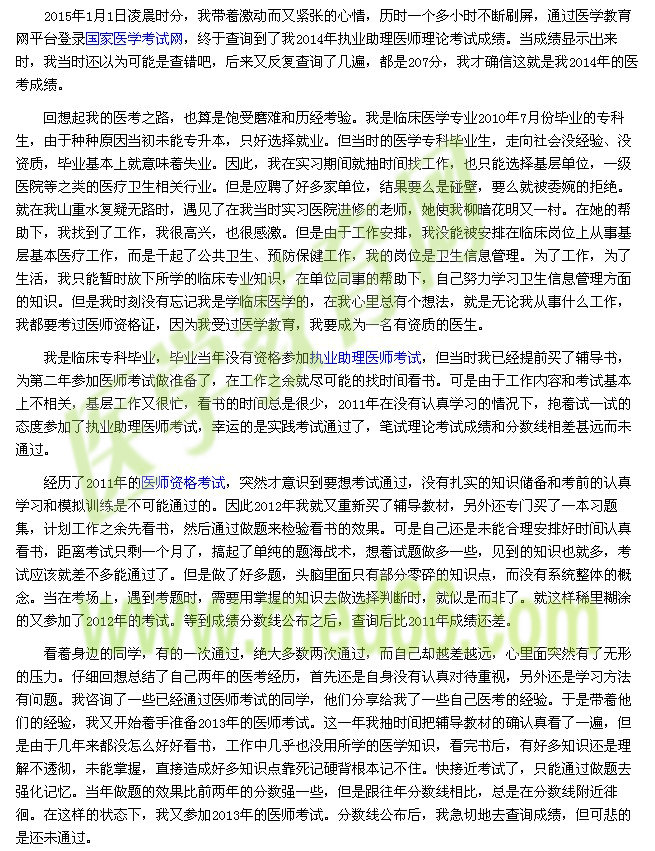 2015年1月1日凌晨时分，我带着激动而又紧张的心情，历时一个多小时不断刷屏，通过医学教育
网平台登录国家医学考试网，终于查询到了我2014年执业助理医师理论考试成绩。当成绩显示出来
时，我当时还以为可能是查错吧，后来又反复查询了几遍，都是207分，我才确信这就是我2014年的医
考成绩。
回想起我的医考之路，也算是饱受磨难和历经考验。我是临床医学专业2010年7月份毕业的专科
生，由于种种原因当初未能专升本，只好选择就业。但当时的医学专科毕业生，走向社会没经验、没
资质，毕业基本上就意味着失业。因此，我在实习期间就抽时间找工作，也只能选择基层单位，一级
医院等之类的医疗卫生相关行业。但是应聘了好多家单位，结果要么是碰壁，要么就被委婉的拒绝。
就在我山重水复疑无路时，遇见了在我当时实习医院进修的老师，她使我柳暗花明又一村。在她的帮
助下，我找到了工作，我很高兴，也很感激。但是由于工作安排，我没能被安排在临床岗位上从事基
层基本医疗工作，而是干起了公共卫生、预防保健工作，我的岗位是卫生信息管理。为了工作，为了
生活，我只能暂时放下所学的临床专业知识，在单位同事的帮助下，自己努力学习卫生信息管理方面
的知识。但是我时刻没有忘记我是学临床医学的，在我心里总有个想法，就是无论我从事什么工作，
我都要考过医师资格证，因为我受过医学教育，我要成为一名有资质的医生。
我是临床专科毕业，毕业当年没有资格参加执业助理医师考试，但当时我已经提前买了辅导书，
为第二年参加医师考试做准备了，在工作之余就尽可能的找时间看书。可是由于工作内容和考试基本
上不相关，基层工作又很忙，看书的时间总是很少，2011年在没有认真学习的情况下，抱着试一试的
态度参加了执业助理医师考试，幸运的是实践考试通过了，笔试理论考试成绩和分数线相差甚远而未
通过。
经历了2011年的医师资格考试，突然才意识到要想考试通过，没有扎实的知识储备和考前的认真
学习和模拟训练是不可能通过的。因此2012年我就又重新买了辅导教材，另外还专门买了一本习题
集，计划工作之余先看书，然后通过做题来检验看书的效果。可是自己还是未能合理安排好时间认真
看书，距离考试只剩一个月了，搞起了单纯的题海战术，想着试题做多一些，见到的知识也就多，考
试应该就差不多能通过了。但是做了好多题，头脑里面只有部分零碎的知识点，而没有系统整体的概
念。当在考场上，遇到考题时，需要用掌握的知识去做选择判断时，就似是而非了。就这样稀里糊涂
的又参加了2012年的考试。等到成绩分数线公布之后，查询后比2011年成绩还差。
看着身边的同学，有的一次通过，绝大多数两次通过，而自己却越差越远，心里面突然有了无形
的压力。仔细回想总结了自己两年的医考经历，首先还是自身没有认真对待重视，另外还是学习方法
有问题。我咨询了一些已经通过医师考试的同学，他们分享给我了一些自己医考的经验。于是带着他
们的经验，我又开始着手准备2013年的医师考试。这一年我抽时间把辅导教材的确认真看了一遍，但
是由于几年来都没怎么好好看书，工作中几乎也没用所学的医学知识，看完书后，有好多知识还是理
解不透彻，未能掌握，直接造成好多知识点靠死记硬背根本记不住。快接近考试了，只能通过做题去
强化记忆。当年做题的效果比前两年的分数强一些，但是跟往年分数线相比，总是在分数线附近徘
徊。在这样的状态下，我又参加2013年的医师考试。分数线公布后，我急切地去查询成绩，但可悲的
是还未通过。
医学教育网
www.med66.com